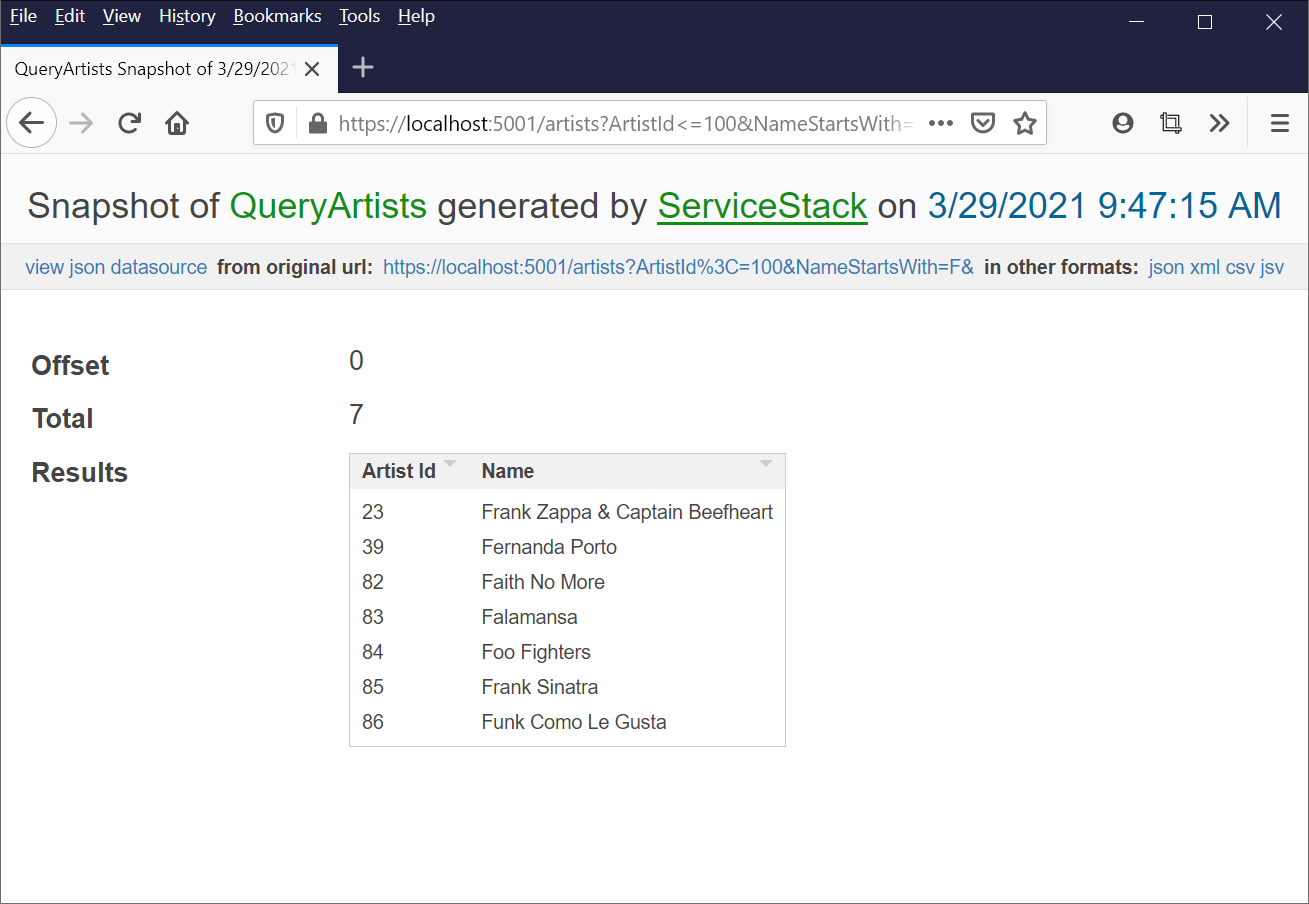 File Edit View History Bookmarks Tools Help
QueryArtists Snapshot of 3/29/2021
https://localhost:5001/artists?ArtistId<=100&NameStartsWith=
Snapshot of QueryArtists generated by ServiceStack on 3/29/2021 9:47:15 AM
view json datasource from original url: https://localhost:5001/artists?ArtistId%3C=100&NameStartsWith=F& in other formats: json xml csv jsv
Offset 0
Total 7
Results
Artist Id Name
23 Frank Zappa & Captain Beefheart
39 Fernanda Porto
82 Faith No More
83 Falamansa
84 Foo Fighters
85 Frank Sinatra
86 Funk Como Le Gusta